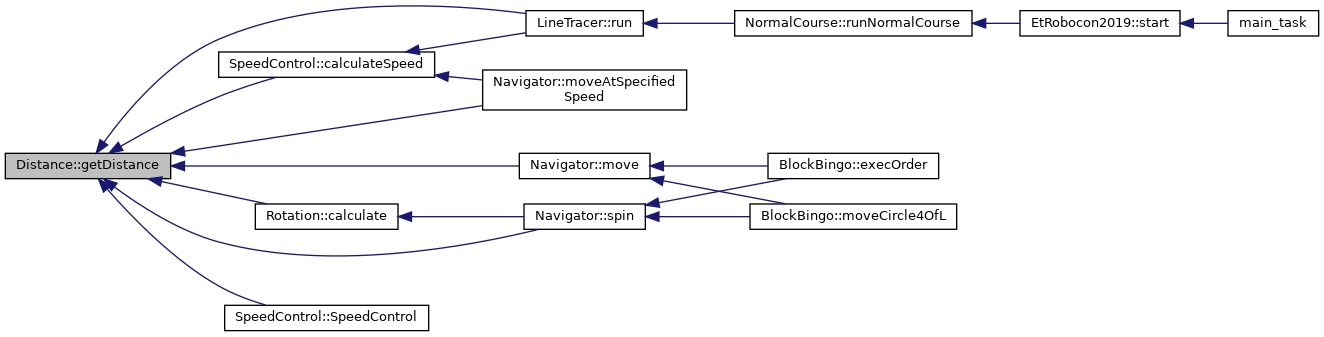 LineTracer::run
NormalCourse::runNormalCourse
EtRobocon2019::start
main_task
SpeedControl::calculateSpeed
Navigator::moveAtSpecified
Speed
Distance::getDistance
Navigator::move
BlockBingo::execOrder
Rotation::calculate
Navigator::spin
BlockBingo::moveCircle4OfL
SpeedControl::SpeedControl